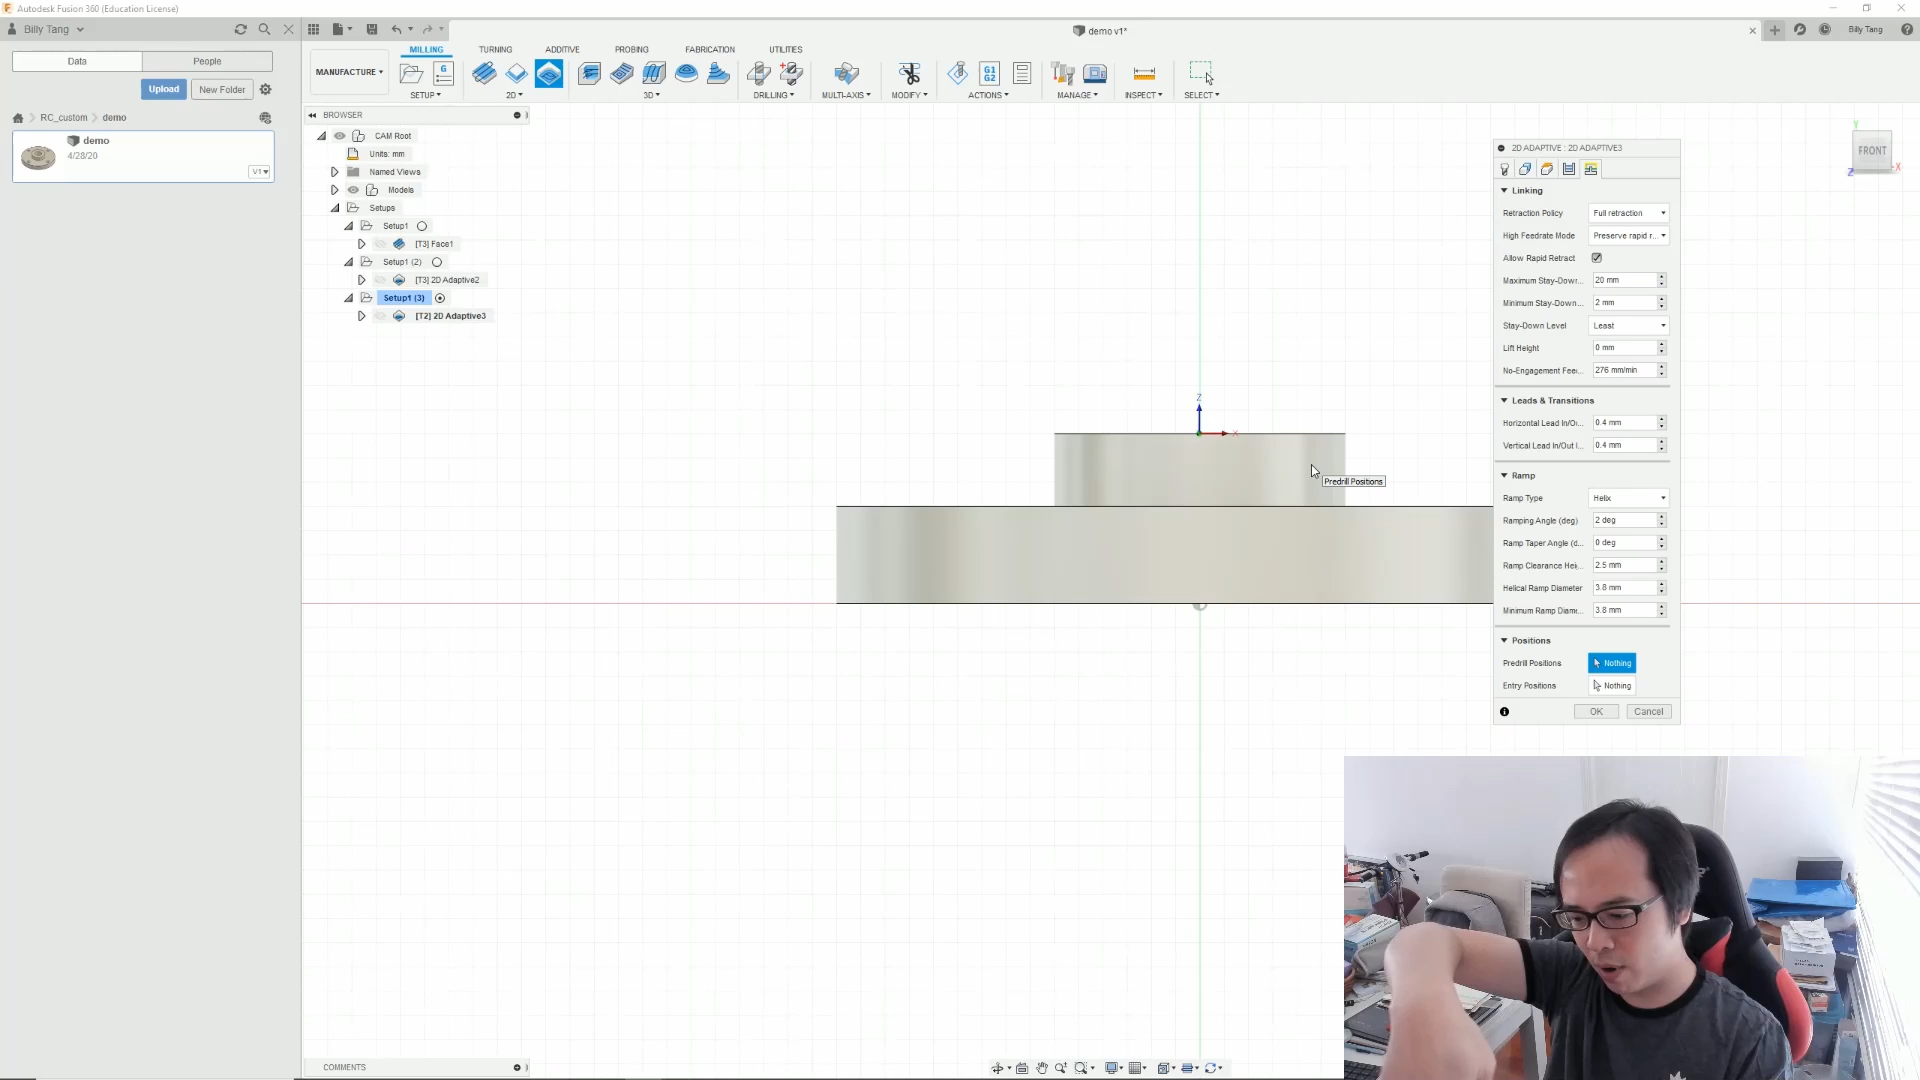 Autodesk Fusion 360 (Education License)
Billy Tang
demo v1*
Billy Tang
Data
People
Upload
New Folder
RC_custom
demo
demo
4/28/20
V1
MILLING
TURNING
ADDITIVE
PROBING
FABRICATION
UTILITIES
MANUFACTURE
G
G1
G2
SETUP
2D
3D
DRILLING
MULTI-AXIS
MODIFY
ACTIONS
MANAGE
INSPECT
SELECT
BROWSER
CAM Root
Units: mm
Named Views
Models
Setups
Setup1
[T3] Face1
Setup1 (2)
[T3] 2D Adaptive2
Setup1 (3)
[T2] 2D Adaptive3
Z
X
Predrill Positions
Y
FRONT
X
Z
2D ADAPTIVE : 2D ADAPTIVE3
Linking
Retraction Policy Full retraction
High Feedrate Mode Preserve rapid r...
Allow Rapid Retract
Maximum Stay-Down... 20 mm
Minimum Stay-Down... 2 mm
Stay-Down Level Least
Lift Height 0 mm
No-Engagement Fee... 276 mm/min
Leads & Transitions
Horizontal Lead In/O... 0.4 mm
Vertical Lead In/Out l... 0.4 mm
Ramp
Ramp Type Helix
Ramping Angle (deg) 2 deg
Ramp Taper Angle (d... 0 deg
Ramp Clearance Hei... 2.5 mm
Helical Ramp Diameter 3.8 mm
Minimum Ramp Diam... 3.8 mm
Positions
Predrill Positions Nothing
Entry Positions Nothing
OK
Cancel
COMMENTS